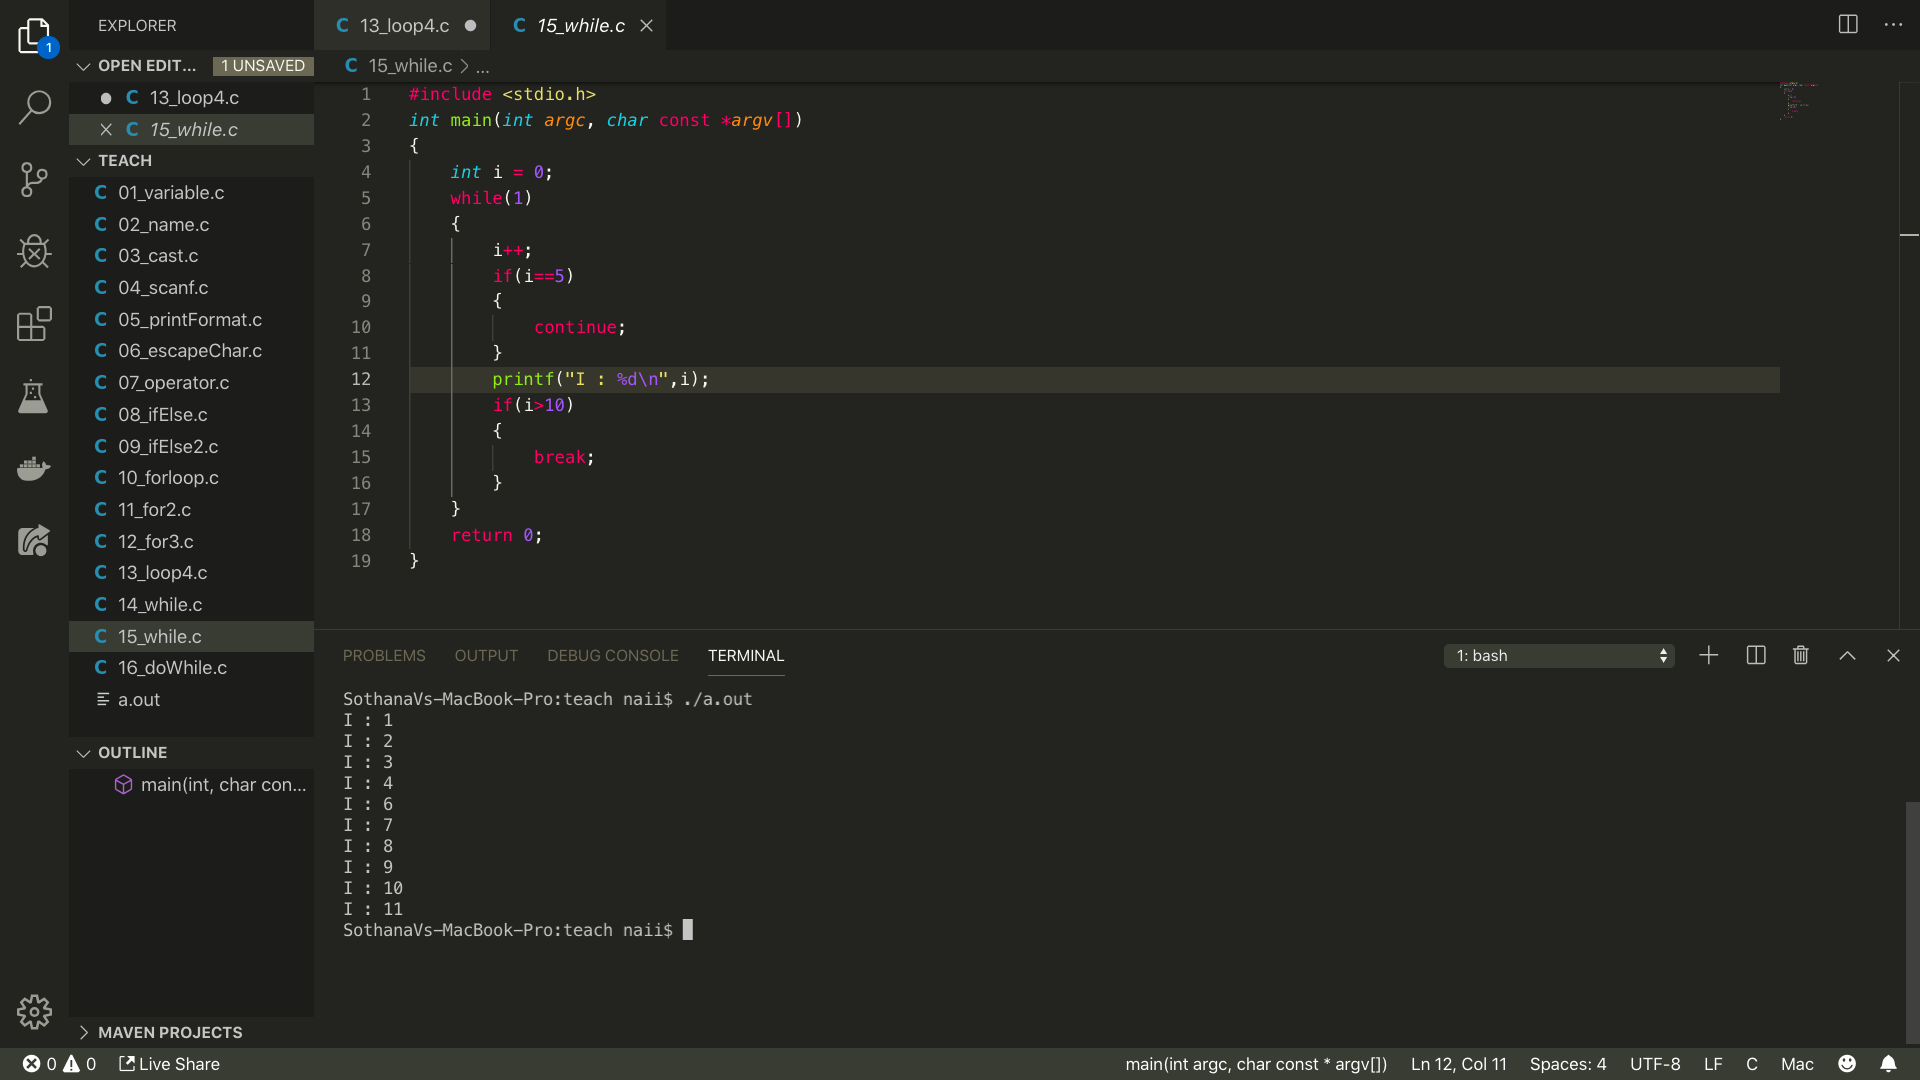 EXPLORER
1
OPEN EDIT... 1 UNSAVED
C 13_loop4.c
C 15_while.c
TEACH
C 01_variable.c
C 02_name.c
C 03_cast.c
C 04_scanf.c
C 05_printFormat.c
C 06_escapeChar.c
C 07_operator.c
C 08_ifElse.c
C 09_ifElse2.c
C 10_forloop.c
C 11_for2.c
C 12_for3.c
C 13_loop4.c
C 14_while.c
C 15_while.c
C 16_doWhile.c
a.out
OUTLINE
main(int, char con...
MAVEN PROJECTS
C 13_loop4.c
C 15_while.c
C 15_while.c > ...
1 #include <stdio.h>
2 int main(int argc, char const *argv[])
3 {
4 int i = 0;
5 while(1)
6 {
7 i++;
8 if(i==5)
9 {
10 continue;
11 }
12 printf("I : %d\n",i);
13 if(i>10)
14 {
15 break;
16 }
17 }
18 return 0;
19 }
PROBLEMS OUTPUT DEBUG CONSOLE TERMINAL 1: bash
SothanaVs-MacBook-Pro:teach naii$ ./a.out
I : 1
I : 2
I : 3
I : 4
I : 6
I : 7
I : 8
I : 9
I : 10
I : 11
SothanaVs-MacBook-Pro:teach naii$
0 0 Live Share main(int argc, char const * argv[]) Ln 12, Col 11 Spaces: 4 UTF-8 LF C Mac